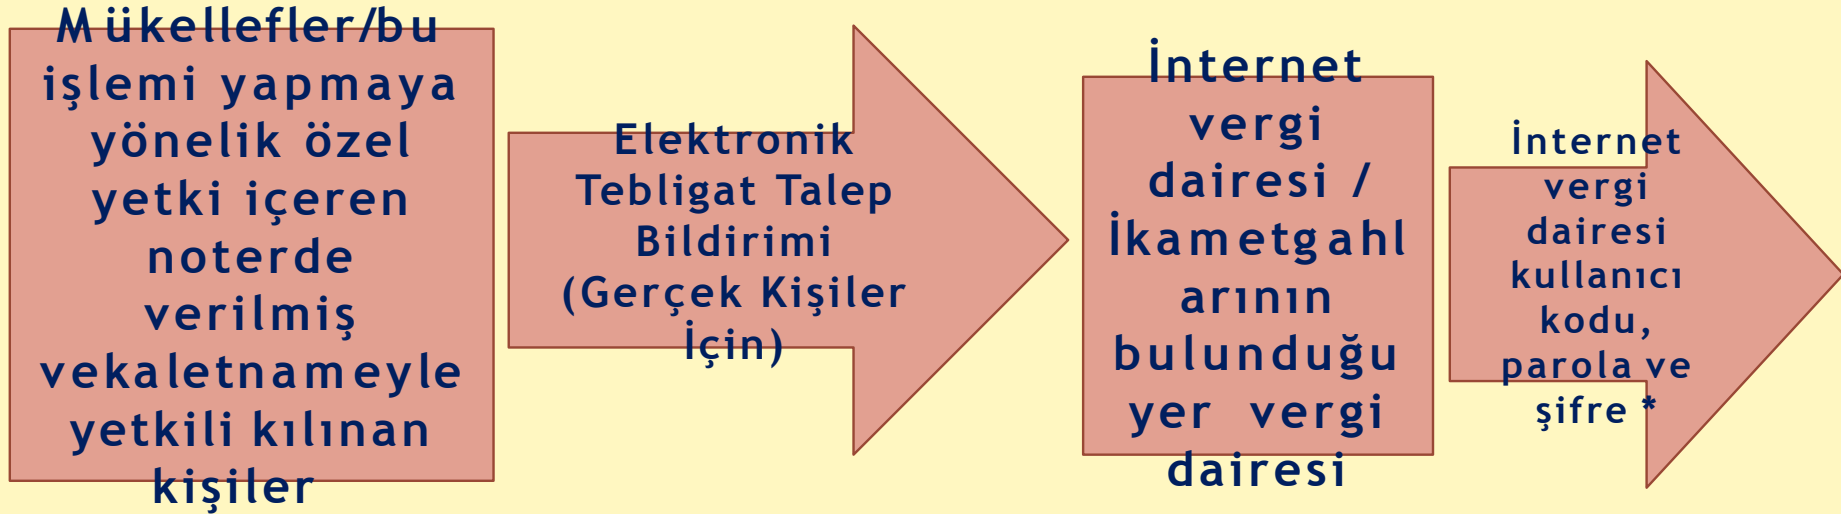 Mükellefler/bu
işlemi yapmaya
yönelik özel
yetki içeren
noterde
verilmiş
vekaletnameyle
yetkili kılınan
kişiler
Elektronik
Tebligat Talep
Bildirimi
(Gerçek Kişiler
İçin)
İnternet
vergi
dairesi /
İkametgahl
arının
bulunduğu
yer vergi
dairesi
İnternet
vergi
dairesi
kullanıcı
kodu,
parola ve
şifre *